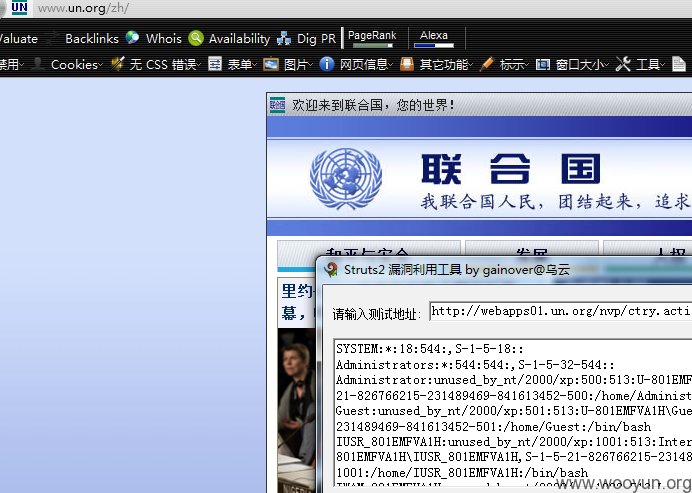 www.un.org/zh/
Valuate Backlinks Whois Availability Dig PR PageRank Alexa
禁用 Cookies 无 CSS 错误 表单 图片 网页信息 其它功能 标示 窗口大小 工具
联合国 欢迎来到联合国，您的世界！
联合国
我联合国人民，团结起来，追求
和平与安全 发展 人权
里约
幕，
Struts2 漏洞利用工具 by gainover@乌云
请输入测试地址: http://webapps01.un.org/nvp/ctry.acti
SYSTEM:*:18:544:,S-1-5-18::
Administrators:*:544:544:,S-1-5-32-544::
Administrator:unused_by_nt/2000/xp:500:513:U-801EMF
21-826766215-231489469-841613452-500:/home/Administ
Guest:unused_by_nt/2000/xp:501:513:U-801EMFVA1H\Gue
231489469-841613452-501:/home/Guest:/bin/bash
IUSR_801EMFVA1H:unused_by_nt/2000/xp:1001:513:Inter
801EMFVA1H\IUSR_801EMFVA1H,S-1-5-21-826766215-23148
1001:/home/IUSR_801EMFVA1H:/bin/bash
www.wooyun.org